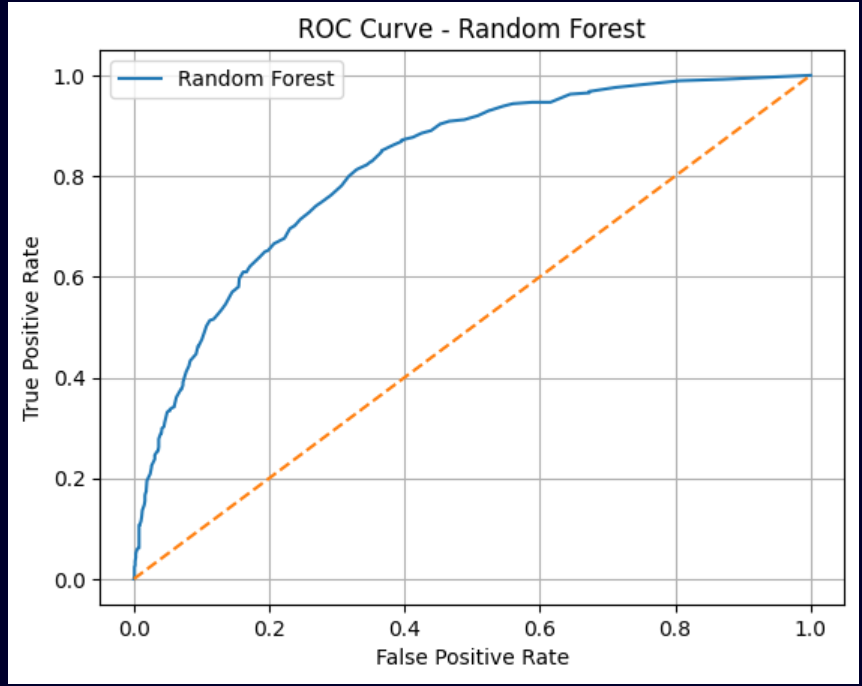 ROC Curve - Random Forest
Random Forest
1.0
0.8
0.6
0.4
0.2
0.0
True Positive Rate
0.0 0.2 0.4 0.6 0.8 1.0
False Positive Rate